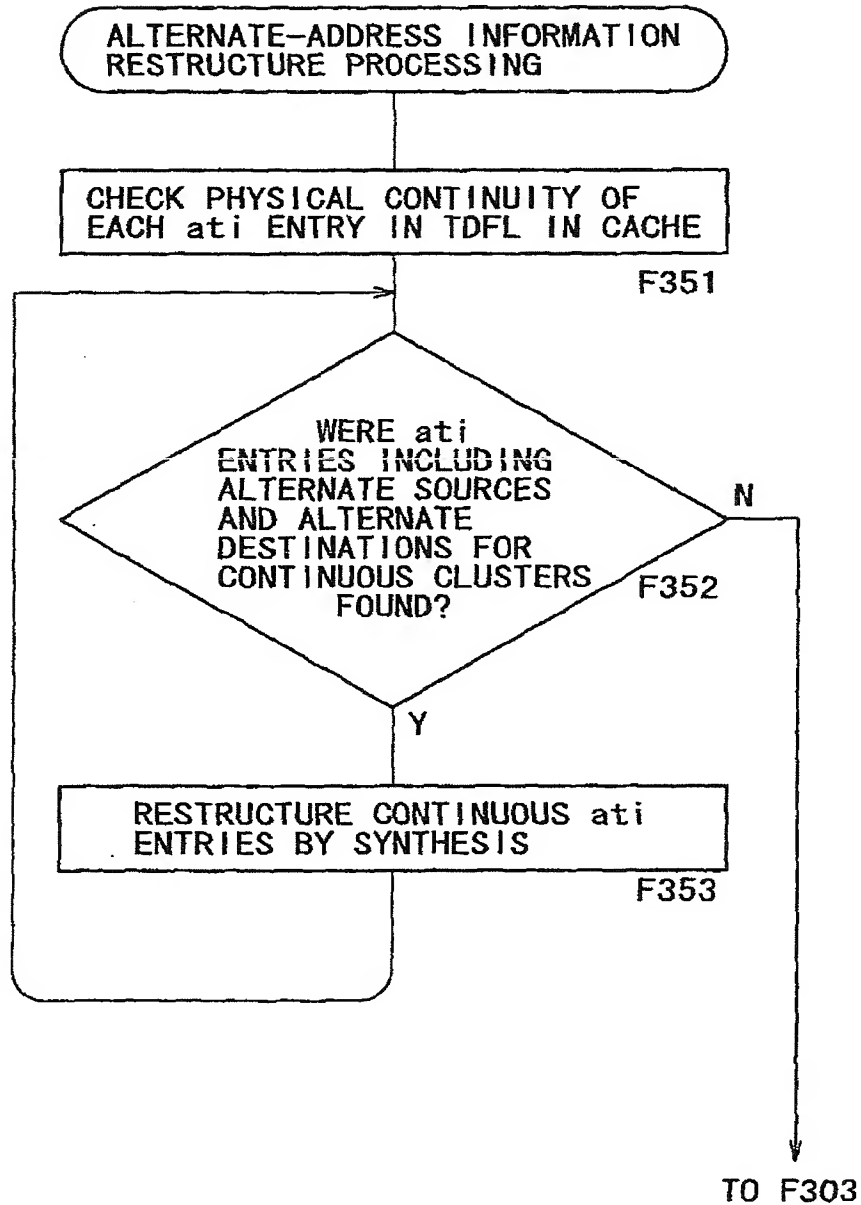 ALTERNATE-ADDRESS INFORMATION
RESTRUCTURE PROCESSING
CHECK PHYSICAL CONTINUITY OF
EACH ati ENTRY IN TDFL IN CACHE
F351
WERE ati
ENTRIES INCLUDING
ALTERNATE SOURCES
AND ALTERNATE
DESTINATIONS FOR
CONTINUOUS CLUSTERS
FOUND?
N
F352
Y
RESTRUCTURE CONTINUOUS ati
ENTRIES BY SYNTHESIS
F353
TO F303